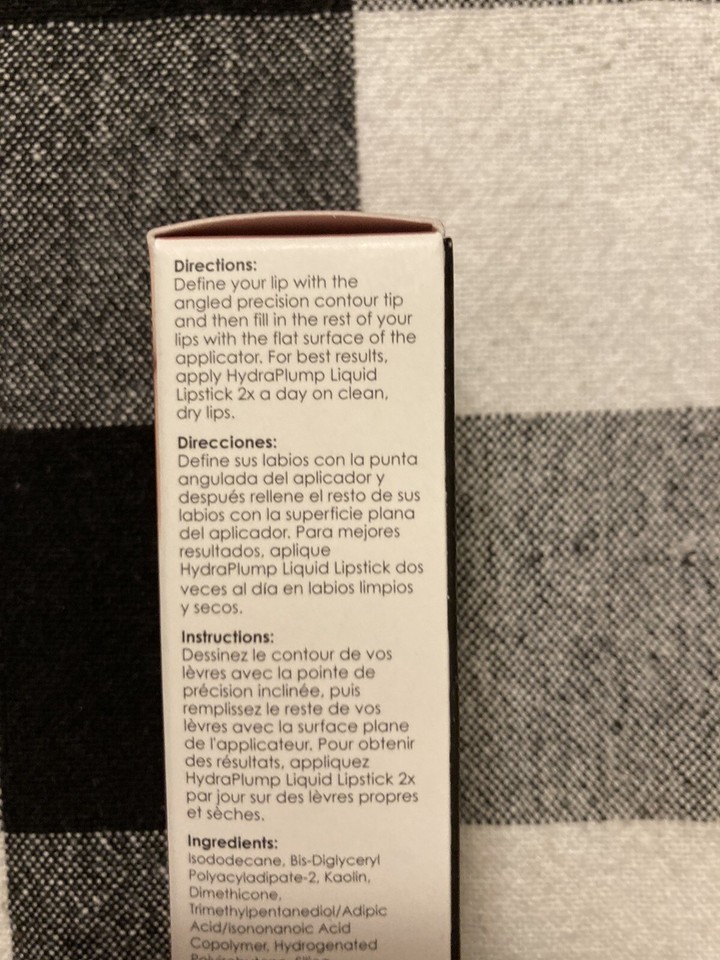 Directions:
Define your lip with the
angled precision contour tip
and then fill in the rest of your
lips with the flat surface of the
applicator. For best results,
apply HydraPlump Liquid
Lipstick 2x a day on clean,
dry lips.
Direcciones:
Define sus labios con la punta
angulada del aplicador y
después rellene el resto de sus
labios con la superficie plana
del aplicador. Para mejores
resultados, aplique
HydraPlump Liquid Lipstick dos
veces al día en labios limpios
y secos.
Instructions:
Dessinez le contour de vos
lèvres avec la pointe de
précision inclinée, puis
remplissez le reste de vos
lèvres avec la surface plane
de l'applicateur. Pour obtenir
des résultats, appliquez
HydraPlump Liquid Lipstick 2x
par jour sur des lèvres propres
et sèches.
Ingredients:
Isododecane, Bis-Diglyceryl
Polyacyladipate-2, Kaolin,
Dimethicone,
Trimethylpentanediol/Adipic
Acid/Isononanoic Acid
Copolymer, Hydrogenated